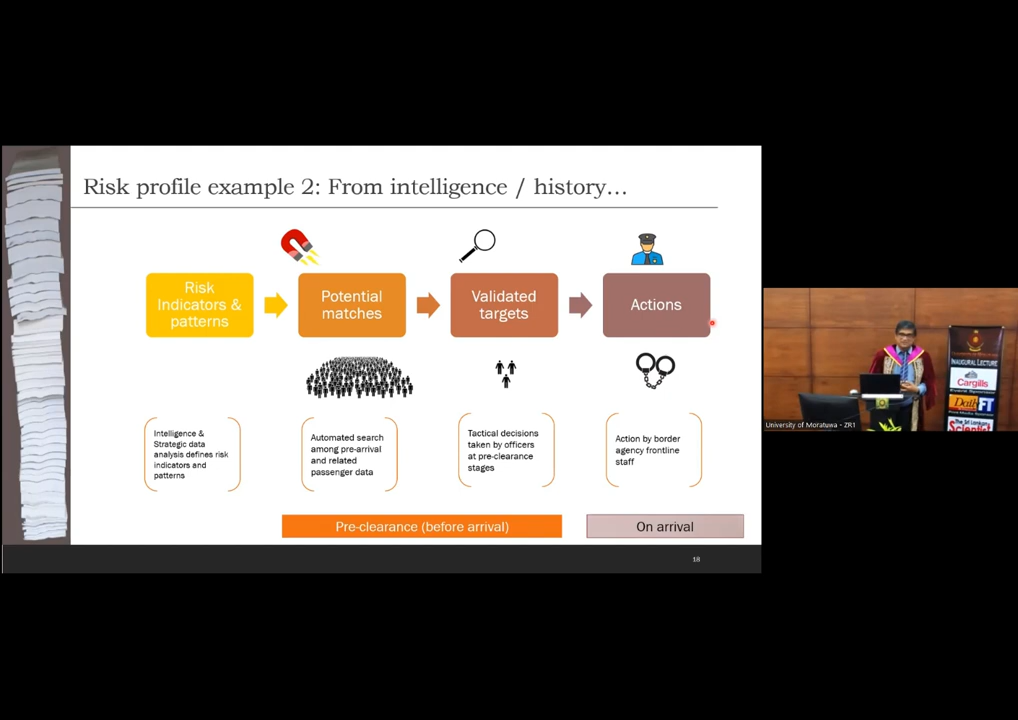 Risk profile example 2: From intelligence / history…
Risk
Indicators &
patterns
Potential
matches
Validated
targets
Actions
Intelligence &
Strategic data
analysis defines risk
indicators and
patterns
Automated search
among pre-arrival
and related
passenger data
Tactical decisions
taken by officers
at pre-clearance
stages
Action by border
agency frontline
staff
Pre-clearance (before arrival)
On arrival
18
INAUGURAL LECTURE
Cargills
Daily FT
Scientist
University of Moratuwa - ZR1